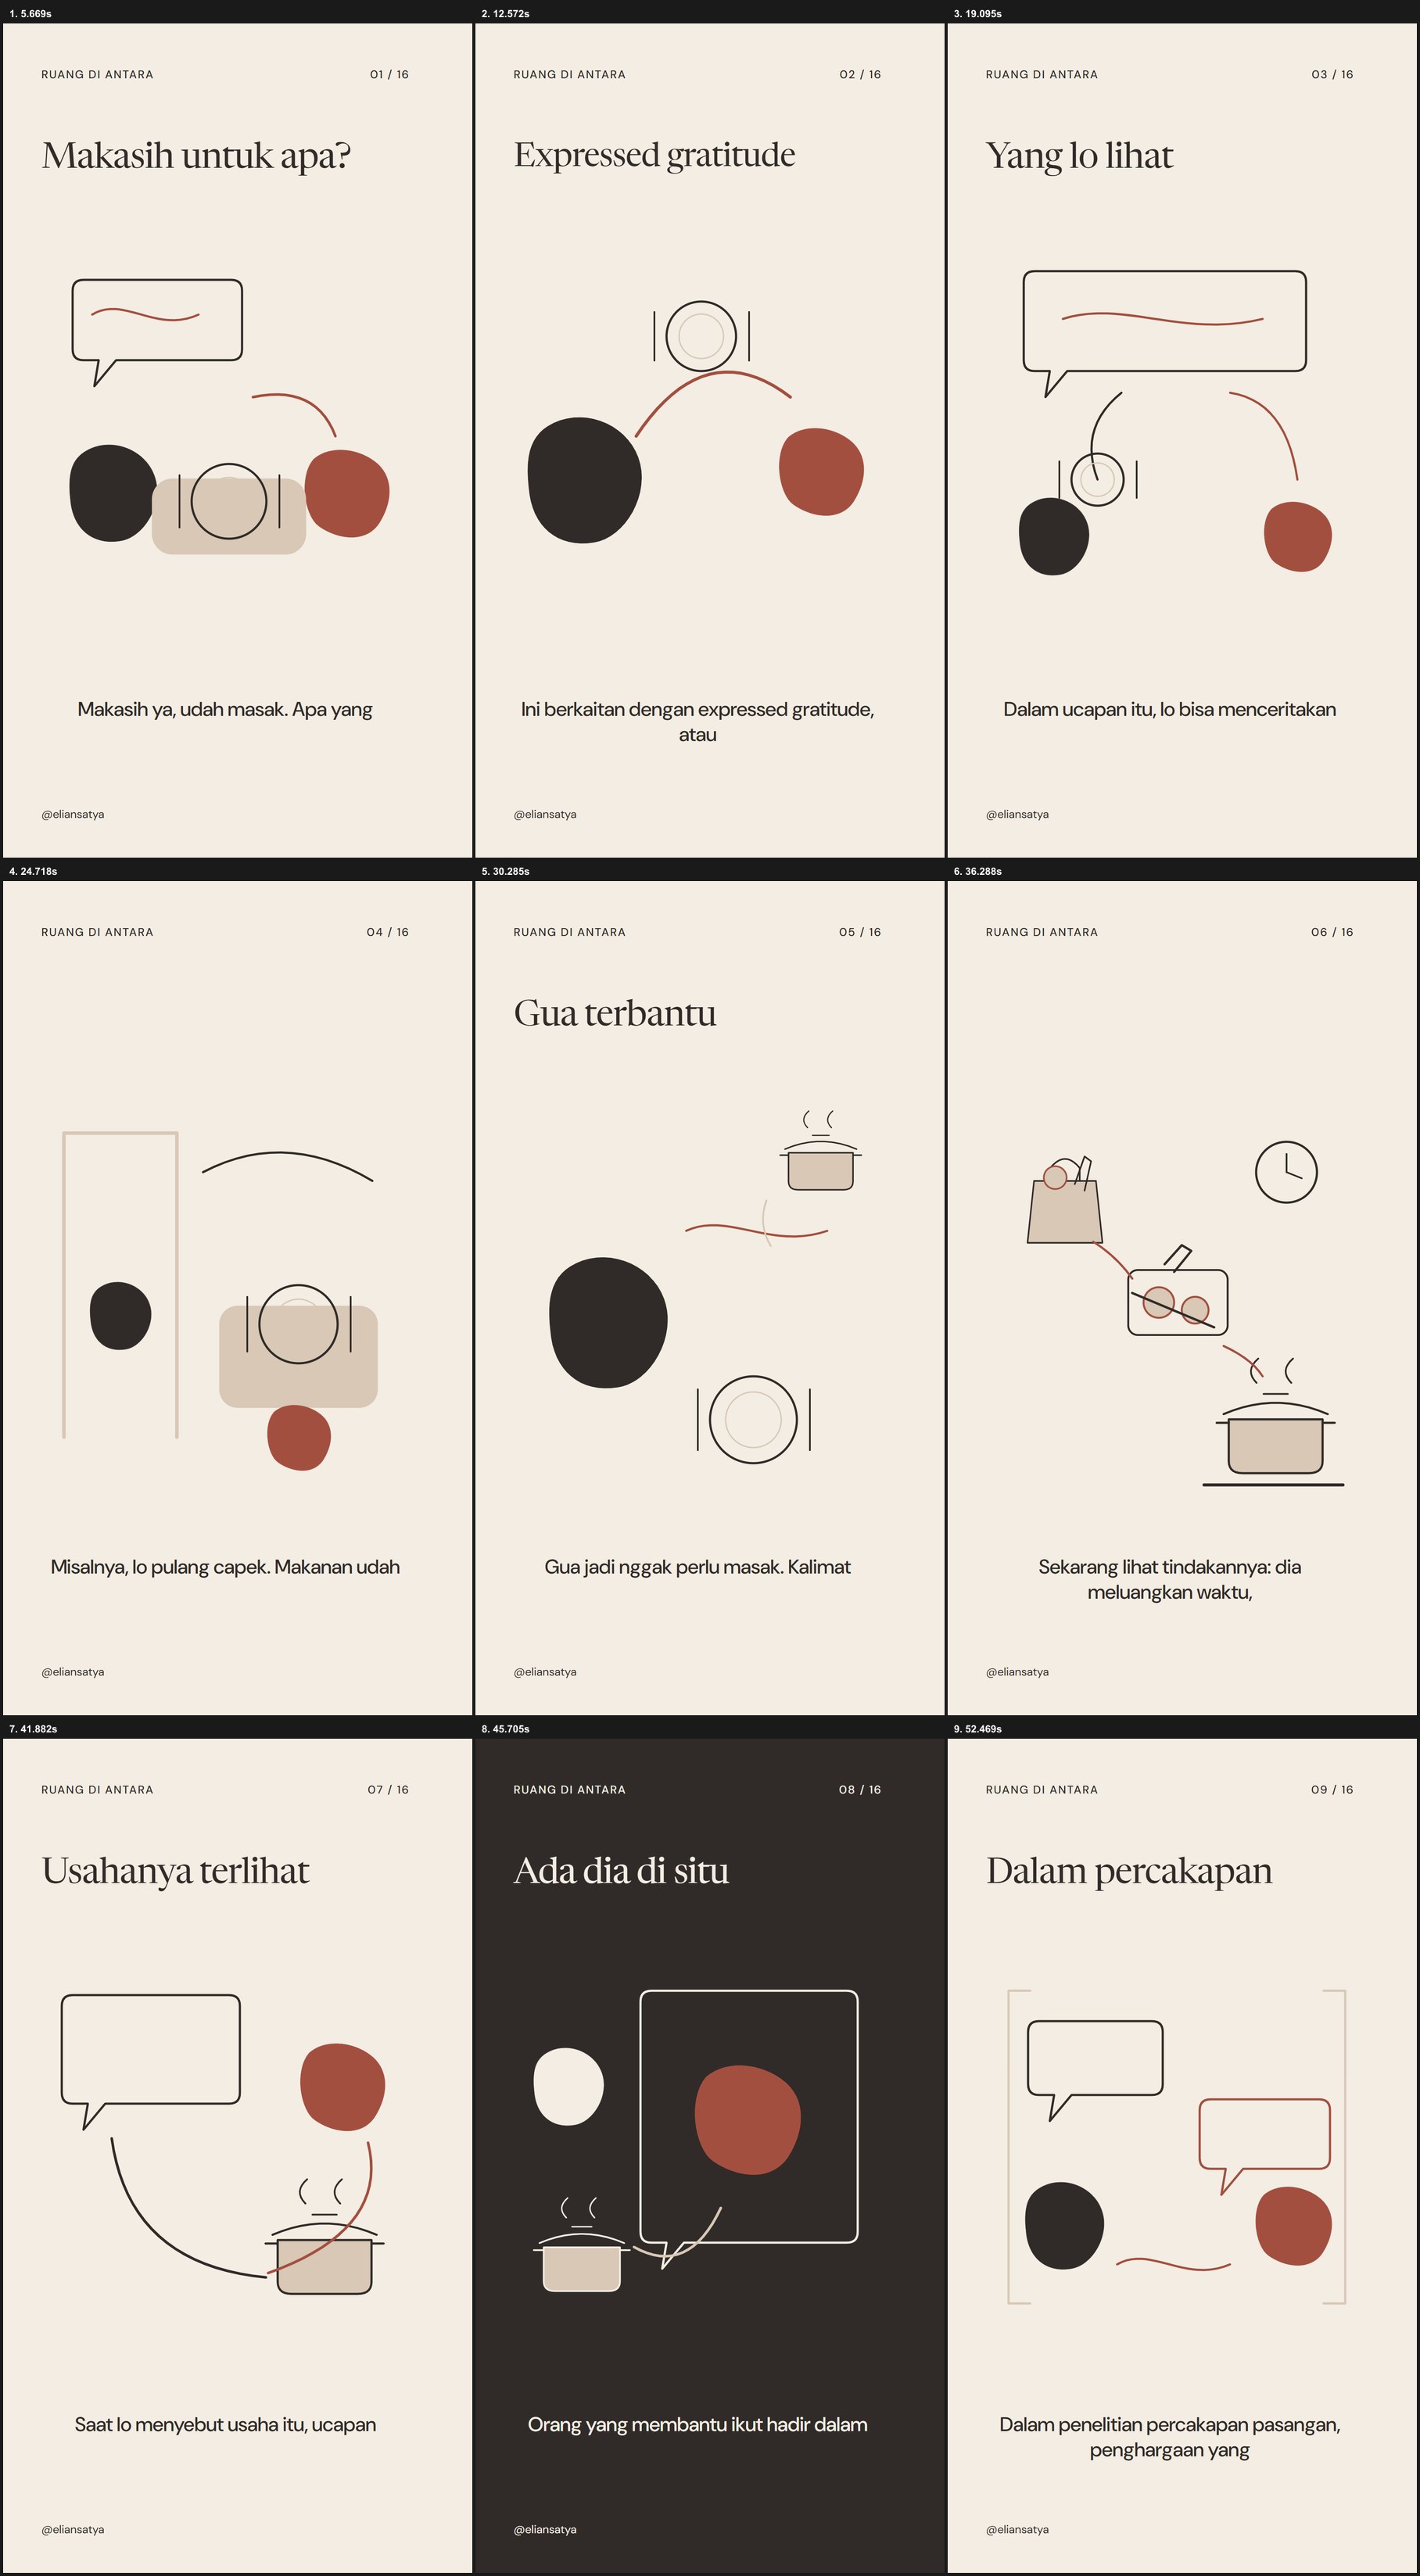 1. 5.669s
RUANG DI ANTARA
01 / 16
Makasih untuk apa?
Makasih ya, udah masak. Apa yang
@eliansatya
2. 12.572s
RUANG DI ANTARA
02 / 16
Expressed gratitude
Ini berkaitan dengan expressed gratitude,
atau
@eliansatya
3. 19.095s
RUANG DI ANTARA
03 / 16
Yang lo lihat
Dalam ucapan itu, lo bisa menceritakan
@eliansatya
4. 24.718s
RUANG DI ANTARA
04 / 16
Misalnya, lo pulang capek. Makanan udah
@eliansatya
5. 30.285s
RUANG DI ANTARA
05 / 16
Gua terbantu
Gua jadi nggak perlu masak. Kalimat
@eliansatya
6. 36.288s
RUANG DI ANTARA
06 / 16
Sekarang lihat tindakannya: dia
meluangkan waktu,
@eliansatya
7. 41.882s
RUANG DI ANTARA
07 / 16
Usahanya terlihat
Saat lo menyebut usaha itu, ucapan
@eliansatya
8. 45.705s
RUANG DI ANTARA
08 / 16
Ada dia di situ
Orang yang membantu ikut hadir dalam
@eliansatya
9. 52.469s
RUANG DI ANTARA
09 / 16
Dalam percakapan
Dalam penelitian percakapan pasangan,
penghargaan yang
@eliansatya